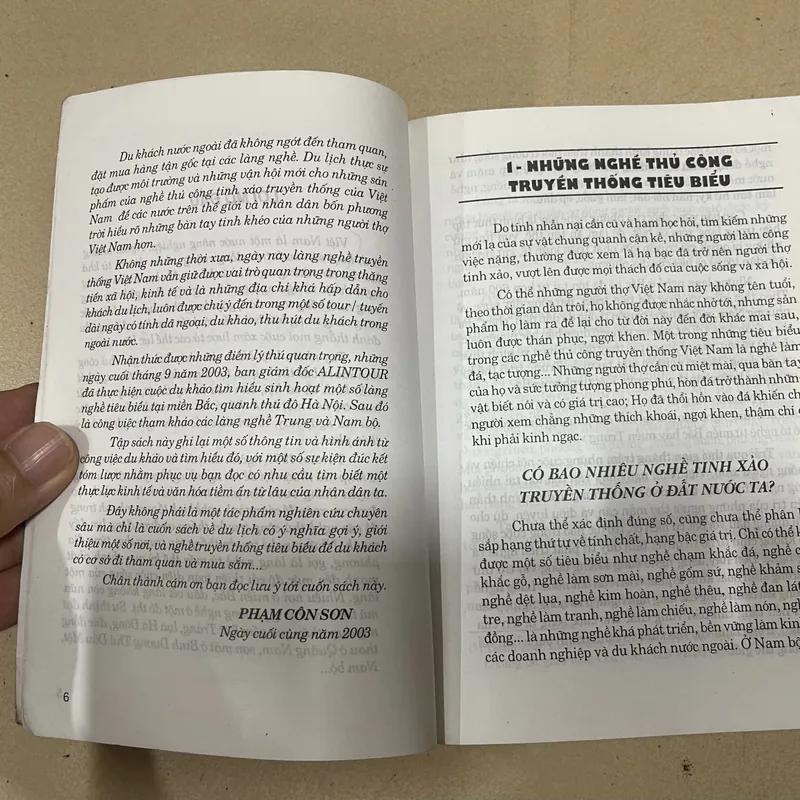 Du khách nước ngoài đã không ngớt đến tham quan,
đặt mua hàng tận gốc tại các làng nghề. Du lịch thực sự
tạo được môi trường và những vận hội mới cho những sản
phẩm của nghề thủ công tinh xảo truyền thống của Việt
Nam để các nước trên thế giới và nhân dân bốn phương
trời hiểu rõ những bàn tay tinh khéo của những người thợ
Việt Nam hơn.
Không những thời xưa, ngày này làng nghề truyền
thống Việt Nam vẫn giữ được vai trò quan trọng trong thăng
tiến xã hội, kinh tế và là những địa chỉ khá hấp dẫn cho
khách du lịch, luôn được chú ý đến trong một số tour / tuyến
dài ngày có tính dã ngoại, du khảo, thu hút du khách trong
ngoài nước.
Nhận thức được những điểm lý thú quan trọng, những
ngày cuối tháng 9 năm 2003, ban giám đốc ALINTOUR
đã thực hiện cuộc du khảo tìm hiểu sinh hoạt một số làng
nghề tiêu biểu tại miền Bắc, quanh thủ đô Hà Nội. Sau đó
là công việc tham khảo các làng nghề Trung và Nam bộ.
Tập sách này ghi lại một số thông tin và hình ảnh từ
công việc du khảo và tìm hiểu đó, với một số sự kiện đúc kết
tóm lược nhằm phục vụ bạn đọc có nhu cầu tìm biết một
thực lực kinh tế và văn hóa tiềm ẩn từ lâu của nhân dân ta.
Đây không phải là một tác phẩm nghiên cứu chuyên
sâu mà chỉ là cuốn sách về du lịch có ý nghĩa gợi ý, giới
thiệu một số nơi, và nghề truyền thống tiêu biểu để du khách
có cơ sở đi tham quan và mua sắm...
Chân thành cám ơn bạn đọc lưu ý tới cuốn sách này.
PHẠM CÔN SƠN
Ngày cuối cùng năm 2003
6
1- NHỮNG NGHÉ THỦ CÔNG
TRUYỀN THỐNG TIÊU BIỂU
Do tính nhẫn nại cần cù và ham học hỏi, tìm kiếm những
mới lạ của sự vật chung quanh cận kề, những người làm công
việc nặng, thường được xem là hạ bạc đã trở nên người thợ
tinh xảo, vượt lên được mọi thách đố của cuộc sống và xã hội.
Có thể những người thợ Việt Nam này không tên tuổi,
theo thời gian dần trôi, họ không được nhắc nhở tới, nhưng sản
phẩm họ làm ra để lại cho từ đời này đến đời khác mai sau,
luôn được thán phục, ngợi khen. Một trong những tiêu biểu
trong các nghề thủ công truyền thống Việt Nam là nghề làm
đá, tạc tượng... Những người thợ cần cù miệt mài, qua bàn tay
của họ và sức tưởng tượng phong phú, hòn đá trở thành những
vật biết nói và có giá trị cao; Họ đã thổi hồn vào đá khiến cho
người xem chẳng những thích khoái, ngợi khen, thậm chí
khi phải kinh ngạc.
CÓ BAO NHIÊU NGHỀ TINH XẢO
TRUYỀN THỐNG Ở ĐẤT NƯỚC TA?
Chưa thể xác định đúng số, cũng chưa thể phân
sắp hạng thứ tự về tính chất, hạng bậc giá trị. Chỉ có thể
được một số tiêu biểu như nghề chạm khắc đá, nghề
khắc gỗ, nghề làm sơn mài, nghề gốm sứ, nghề khảm
nghề dệt lụa, nghề kim hoàn, nghề thêu, nghề đan lát
tre, nghề làm tranh, nghề làm chiếu, nghề làm nón, nghề
đồng... là những nghề khá phát triển, bền vững làm
các doanh nghiệp và du khách nước ngoài. Ở Nam bộ